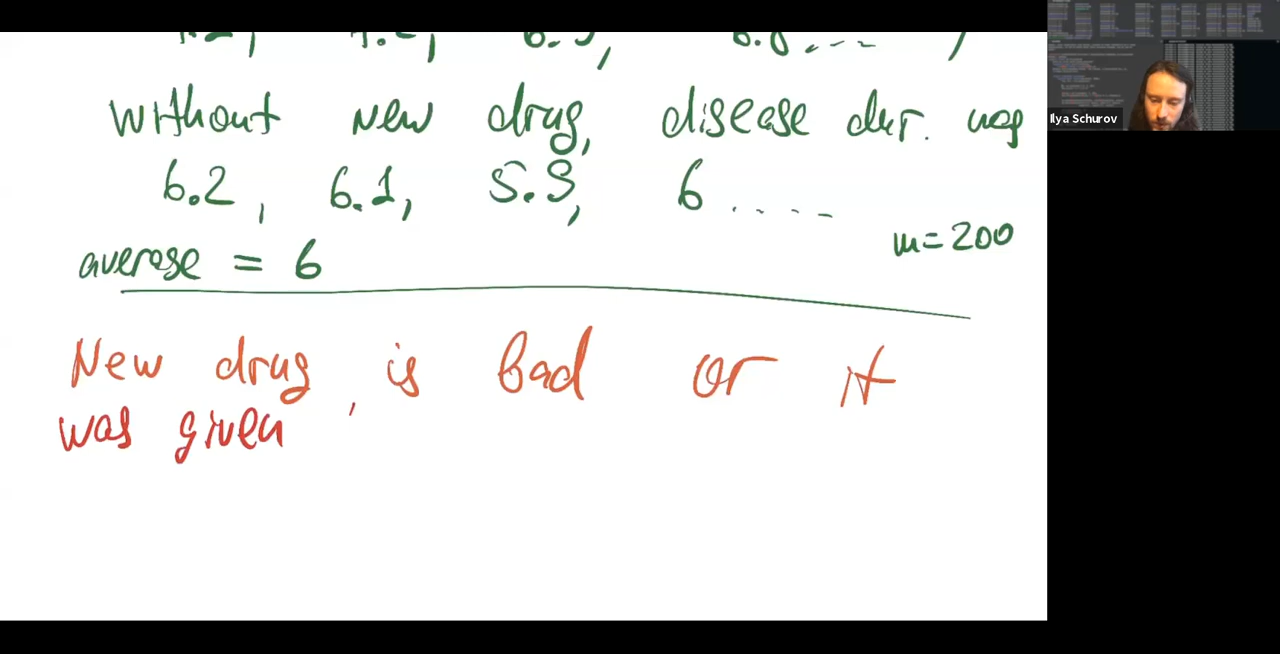 without new drug, disease dur. was
6.2, 6.1, 5.9, 6 ....
m=200
average = 6
New drug is bad or it
was given
Ilya Schurov